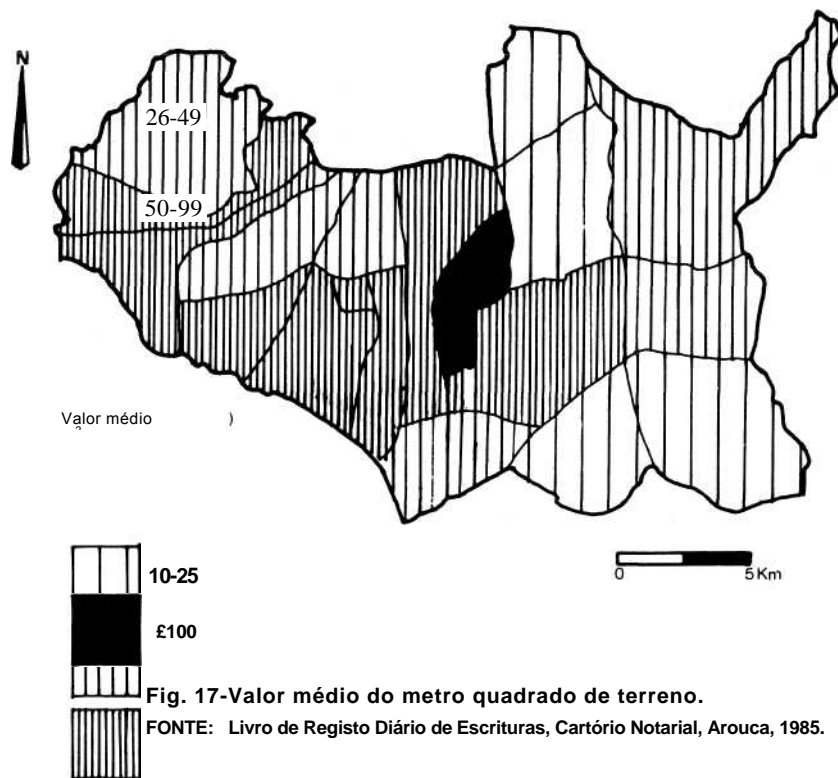 N
26-49
50-99
Valor médio )
2
0 5 Km
10-25
£100
Fig. 17-Valor médio do metro quadrado de terreno.
FONTE: Livro de Registo Diário de Escrituras, Cartório Notarial, Arouca, 1985.